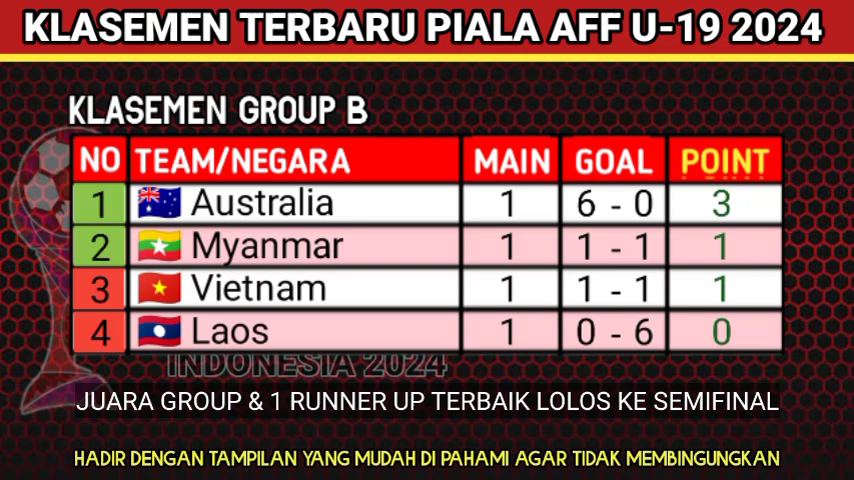 KLASEMEN TERBARU PIALA AFF U-19 2024
KLASEMEN GROUP B
NO TEAM/NEGARA MAIN GOAL POINT
1 Australia 1 6 - 0 3
2 Myanmar 1 1 - 1 1
3 Vietnam 1 1 - 1 1
4 Laos 1 0 - 6 0
INDONESIA 2024
JUARA GROUP & 1 RUNNER UP TERBAIK LOLOS KE SEMIFINAL
HADIR DENGAN TAMPILAN YANG MUDAH DI PAHAMI AGAR TIDAK MEMBINGUNGKAN